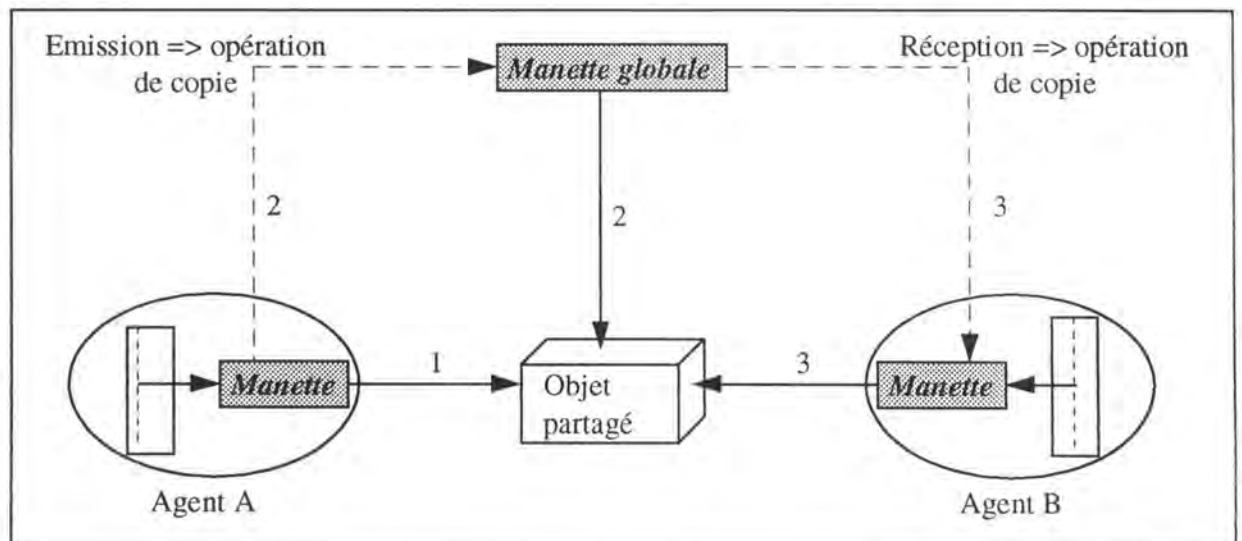 Emission => opération
de copie
Manette globale
Réception => opération
de copie
2
2
3
Manette
1
Objet
partagé
3
Manette
Agent A
Agent B